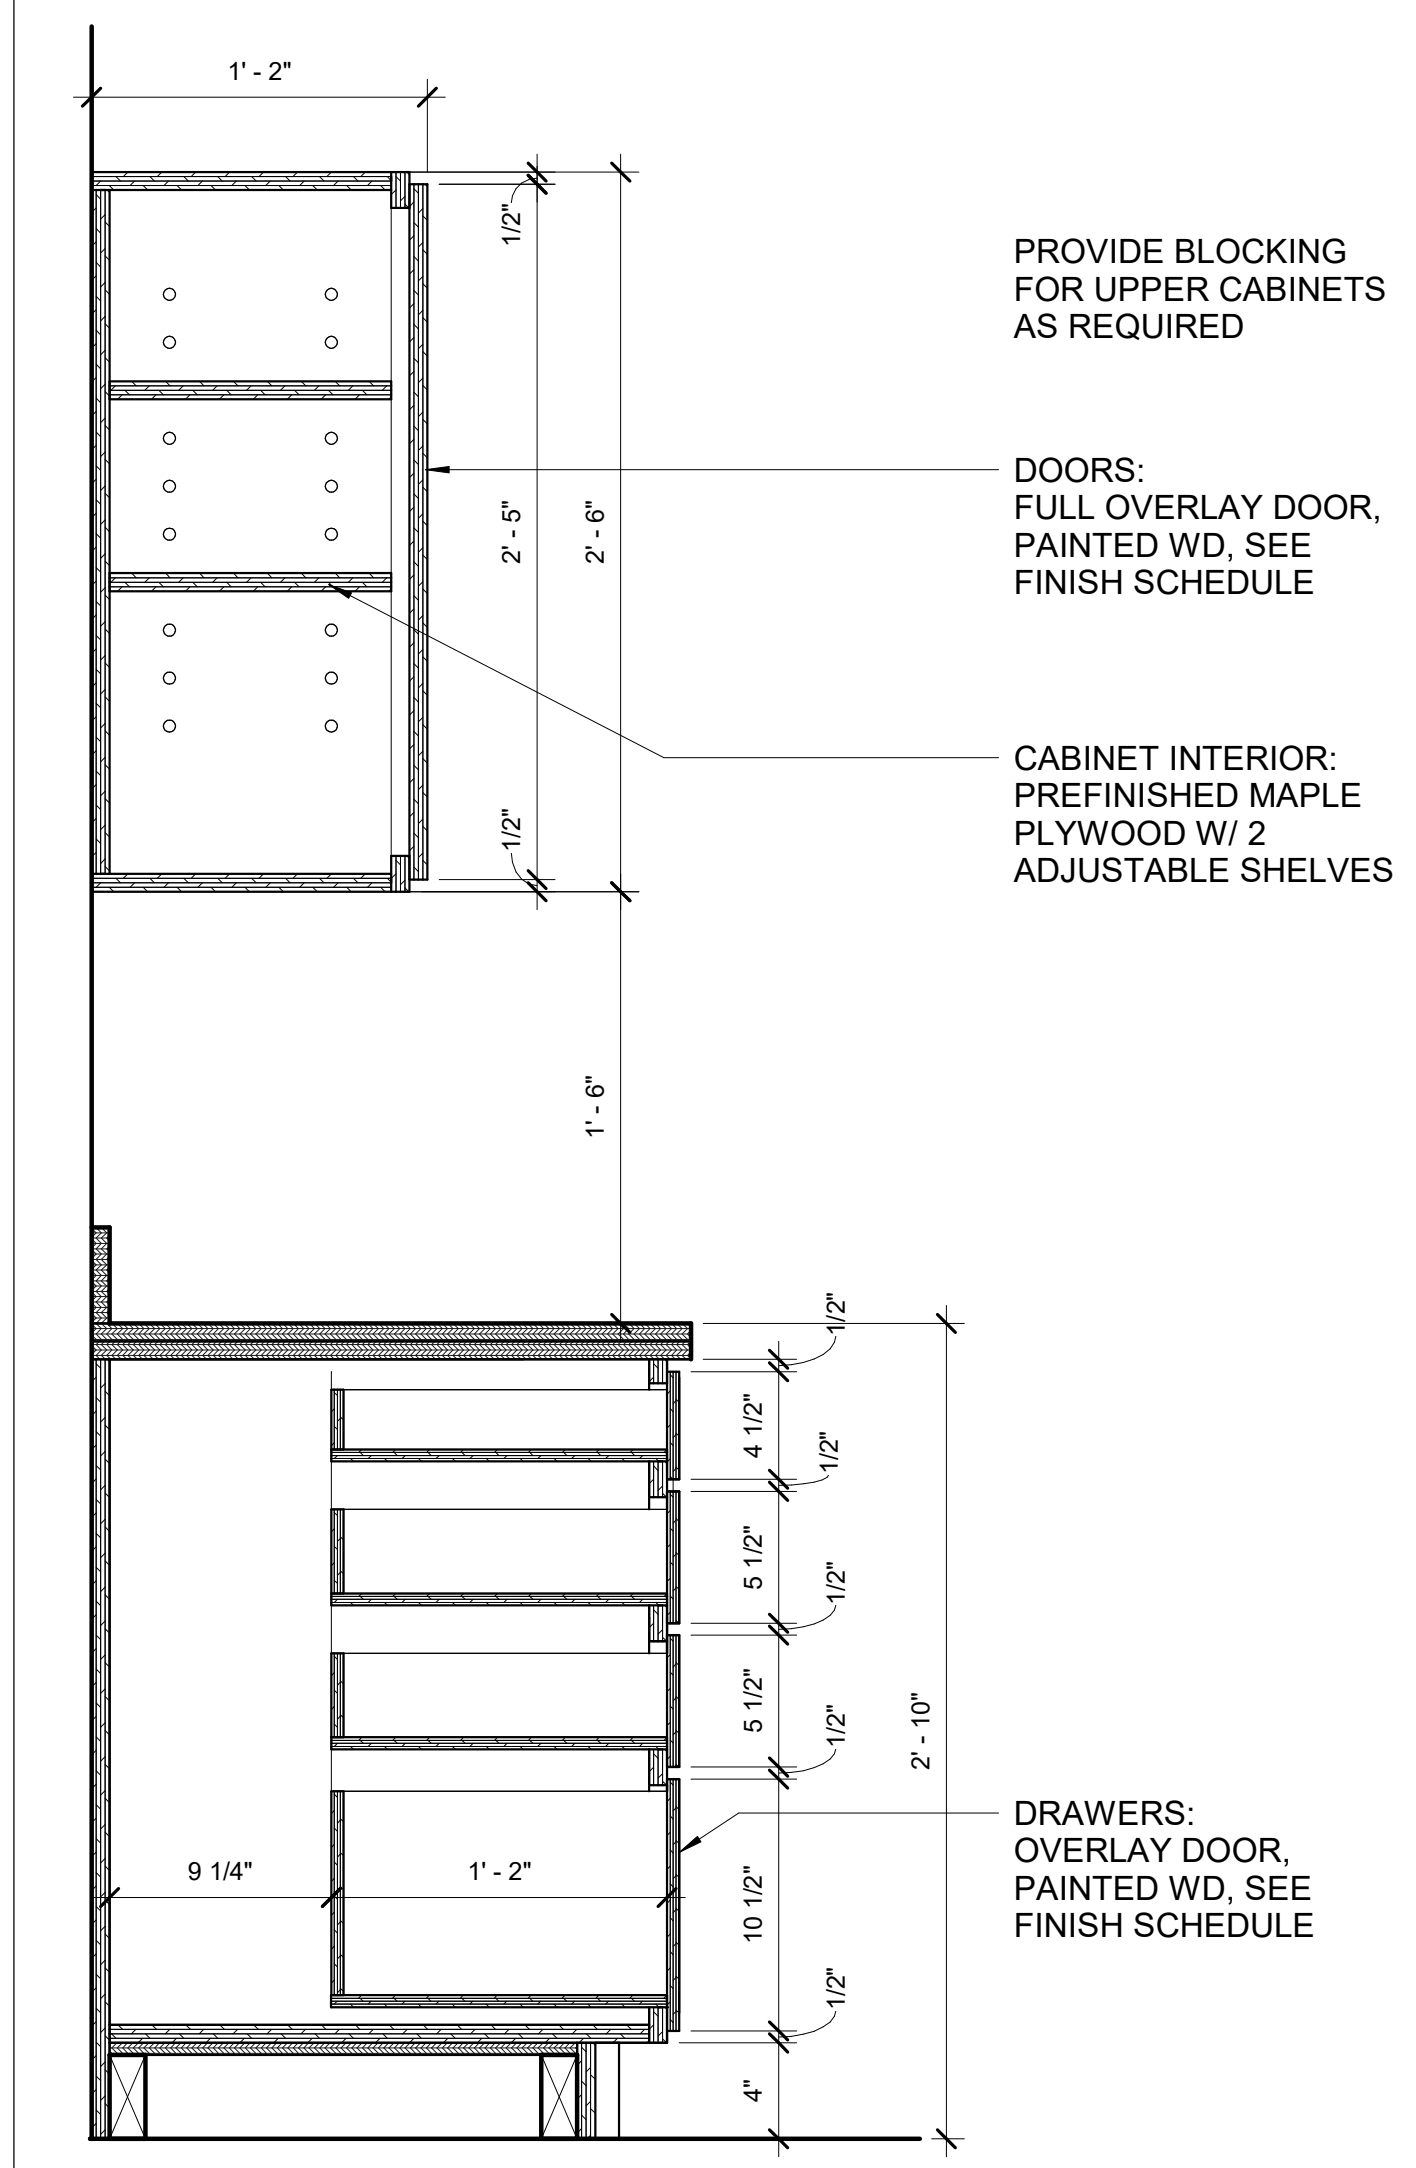 1' - 2"
1/2"
2' - 5"
2' - 6"
1/2"
PROVIDE BLOCKING
FOR UPPER CABINETS
AS REQUIRED
DOORS:
FULL OVERLAY DOOR,
PAINTED WD, SEE
FINISH SCHEDULE
CABINET INTERIOR:
PREFINISHED MAPLE
PLYWOOD W/ 2
ADJUSTABLE SHELVES
1' - 6"
1/2"
4 1/2"
1/2"
5 1/2"
1/2"
5 1/2"
1/2"
2' - 10"
9 1/4"
1' - 2"
10 1/2"
1/2"
4"
DRAWERS:
OVERLAY DOOR,
PAINTED WD, SEE
FINISH SCHEDULE